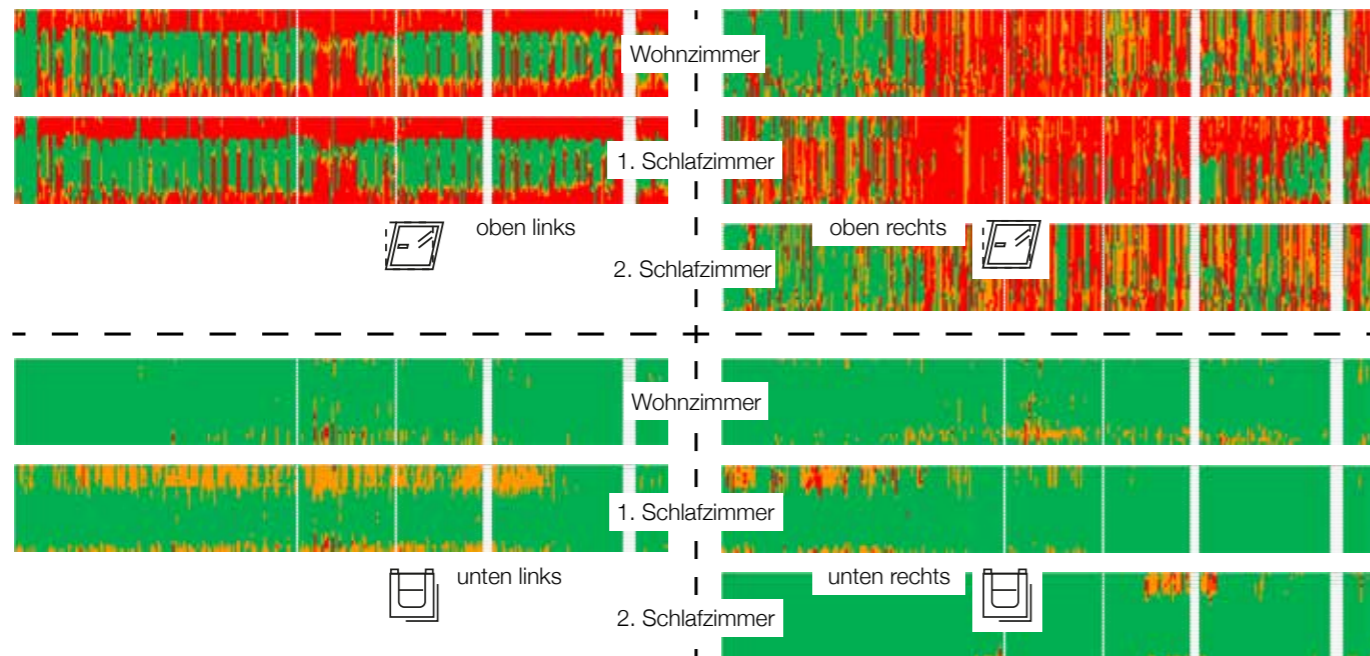 Wohnzimmer
1. Schlafzimmer
oben links
oben rechts
2. Schlafzimmer
Wohnzimmer
1. Schlafzimmer
unten links
unten rechts
2. Schlafzimmer